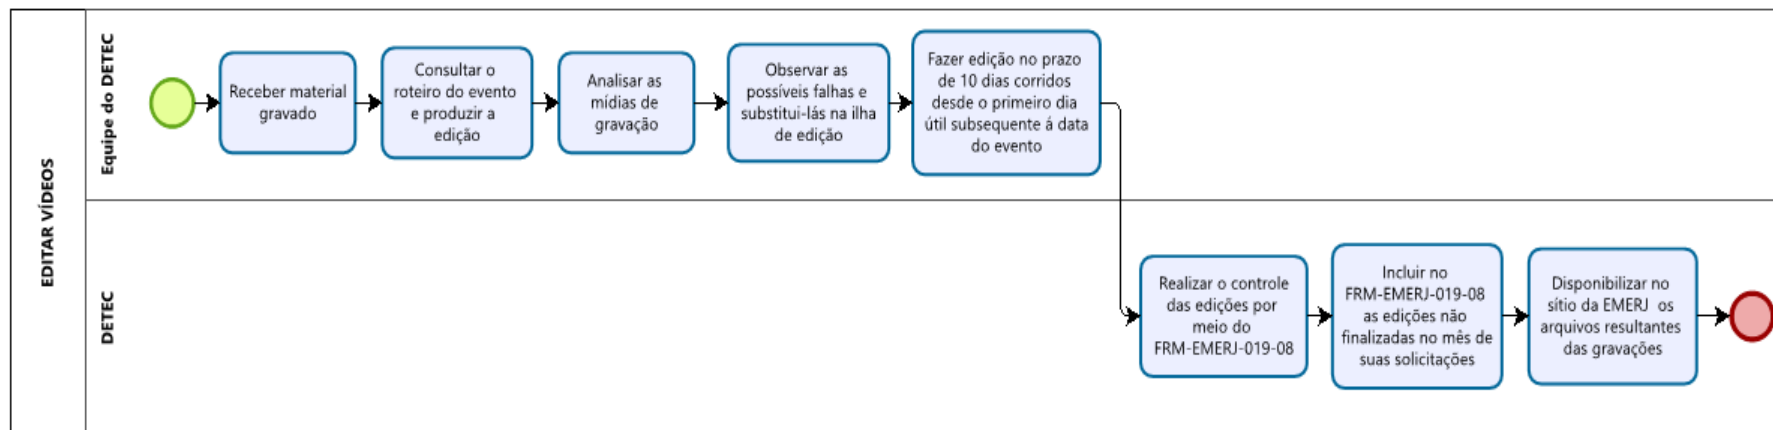 EDITAR VÍDEOS
Equipe do DETEC
Receber material
gravado
Consultar o
roteiro do evento
e produzir a
edição
Analisar as
mídias de
gravação
Observar as
possíveis falhas e
substitui-lás na ilha
de edição
Fazer edição no prazo
de 10 dias corridos
desde o primeiro dia
útil subsequente á data
do evento
DETEC
Realizar o controle
das edições por
meio do
FRM-EMERJ-019-08
Incluir no
FRM-EMERJ-019-08
as edições não
finalizadas no mês de
suas solicitações
Disponibilizar no
sítio da EMERJ os
arquivos resultantes
das gravações